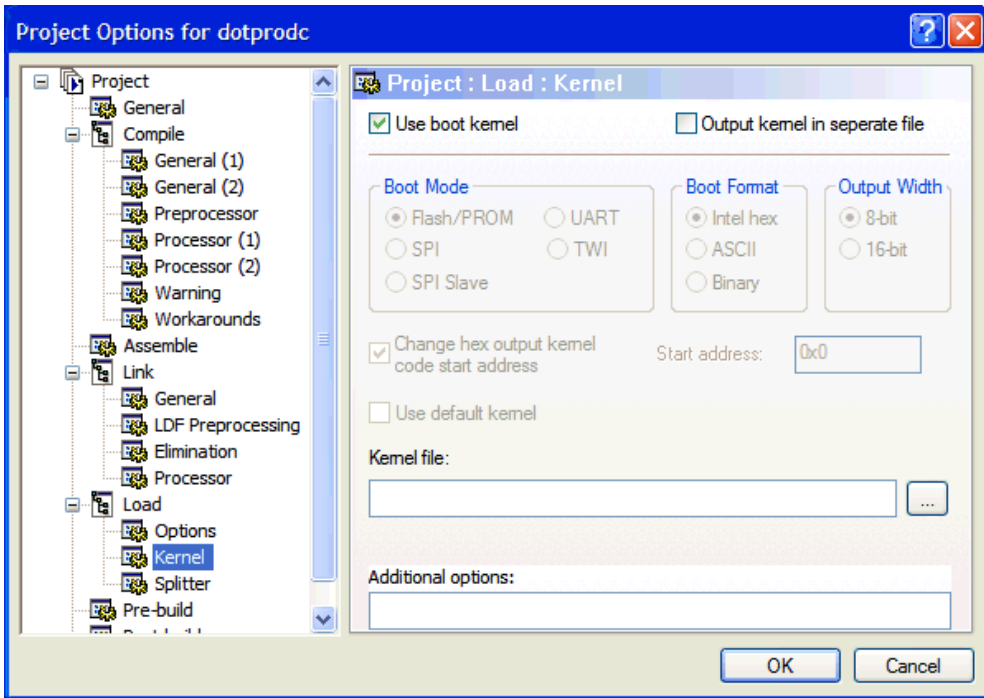 Project Options for dotprodc
Project
General
Compile
General (1)
General (2)
Preprocessor
Processor (1)
Processor (2)
Warning
Workarounds
Assemble
Link
General
LDF Preprocessing
Elimination
Processor
Load
Options
Kernel
Splitter
Pre-build
Project : Load : Kernel
Use boot kernel
Output kernel in seperate file
Boot Mode
Flash/PROM
UART
SPI
TWI
SPI Slave
Boot Format
Intel hex
ASCII
Binary
Output Width
8-bit
16-bit
Change hex output kernel
code start address
Start address:
0x0
Use default kernel
Kernel file:
...
Additional options:
OK
Cancel